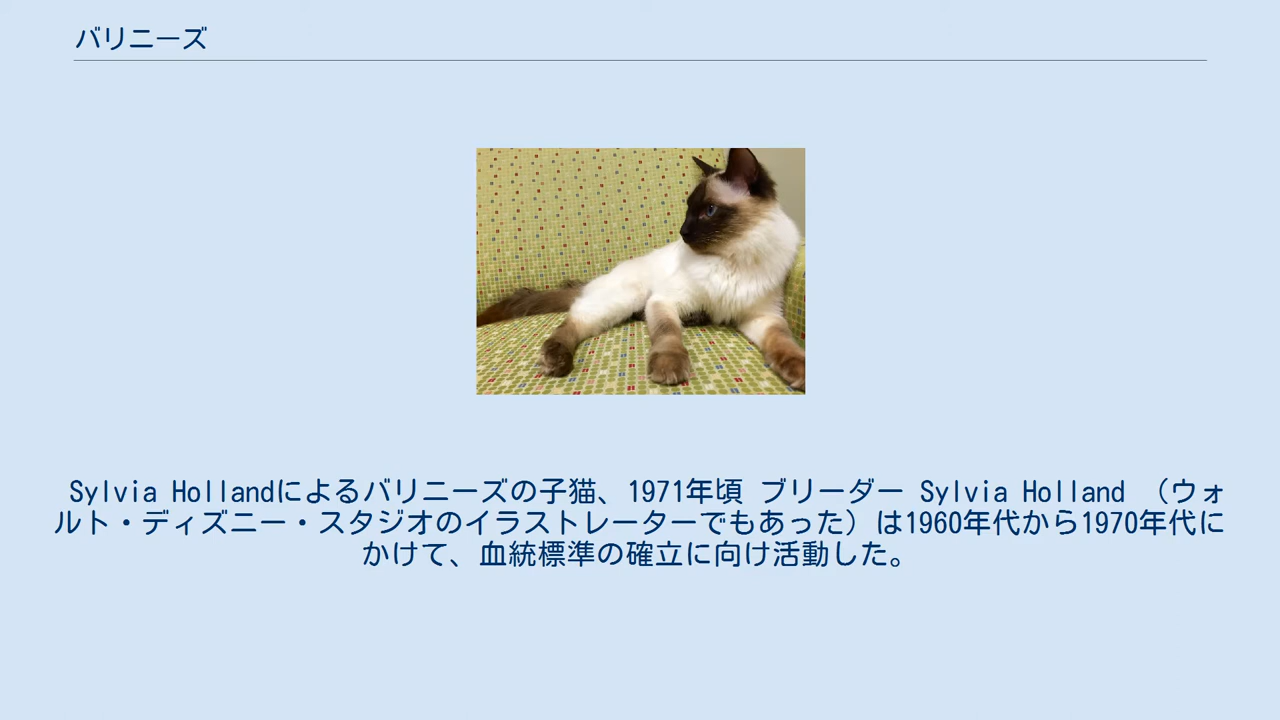 バリニーズ
Sylvia Hollandによるバリニーズの子猫、1971年頃 ブリーダー Sylvia Holland （ウォ
ルト・ディズニー・スタジオのイラストレーターでもあった）は1960年代から1970年代に
かけて、血統標準の確立に向け活動した。